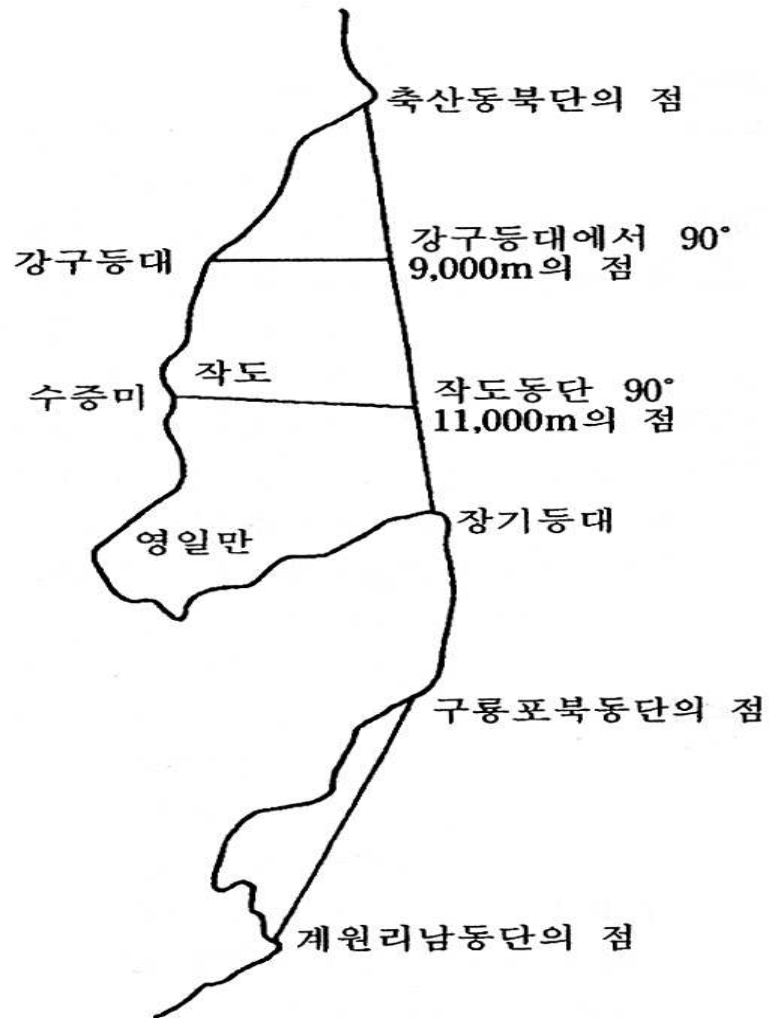 축산동북단의 점
강구등대
강구등대에서 90°
9,000m의 점
작도
수중미
작도동단 90°
11,000m의 점
장기등대
영일만
구룡포북동단의 점
계원리남동단의 점